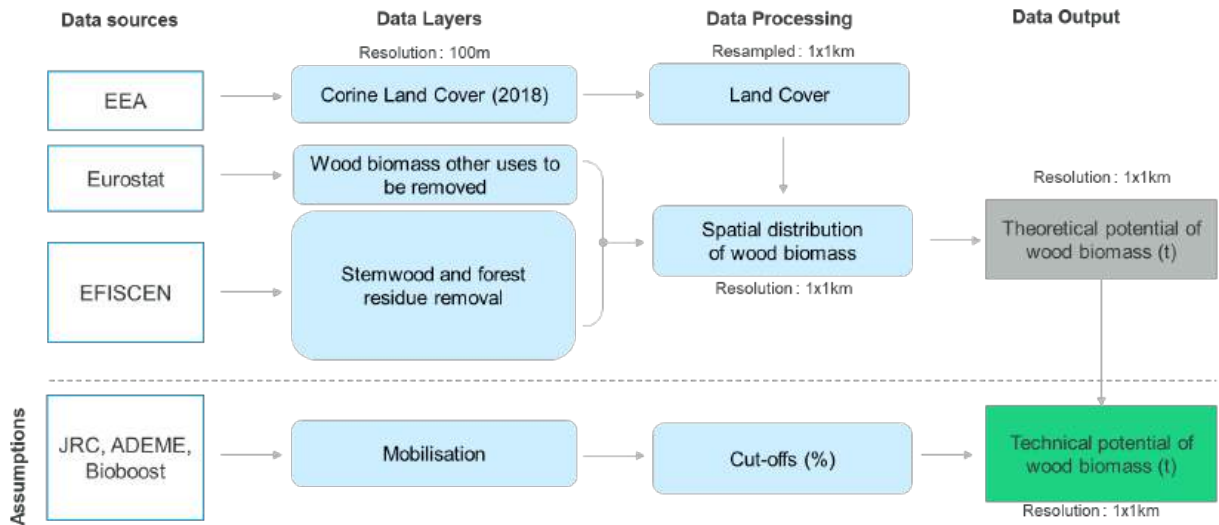 Data sources
Data Layers
Data Processing
Data Output
Resolution : 100m
Resampled : 1x1km
EEA
Corine Land Cover (2018)
Land Cover
Eurostat
Wood biomass other uses to
be removed
Resolution : 1x1km
EFISCEN
Stemwood and forest
residue removal
Spatial distribution
of wood biomass
Resolution : 1x1km
Theoretical potential of
wood biomass (t)
Assumptions
JRC, ADEME,
Bioboost
Mobilisation
Cut-offs (%)
Technical potential of
wood biomass (t)
Resolution : 1x1km